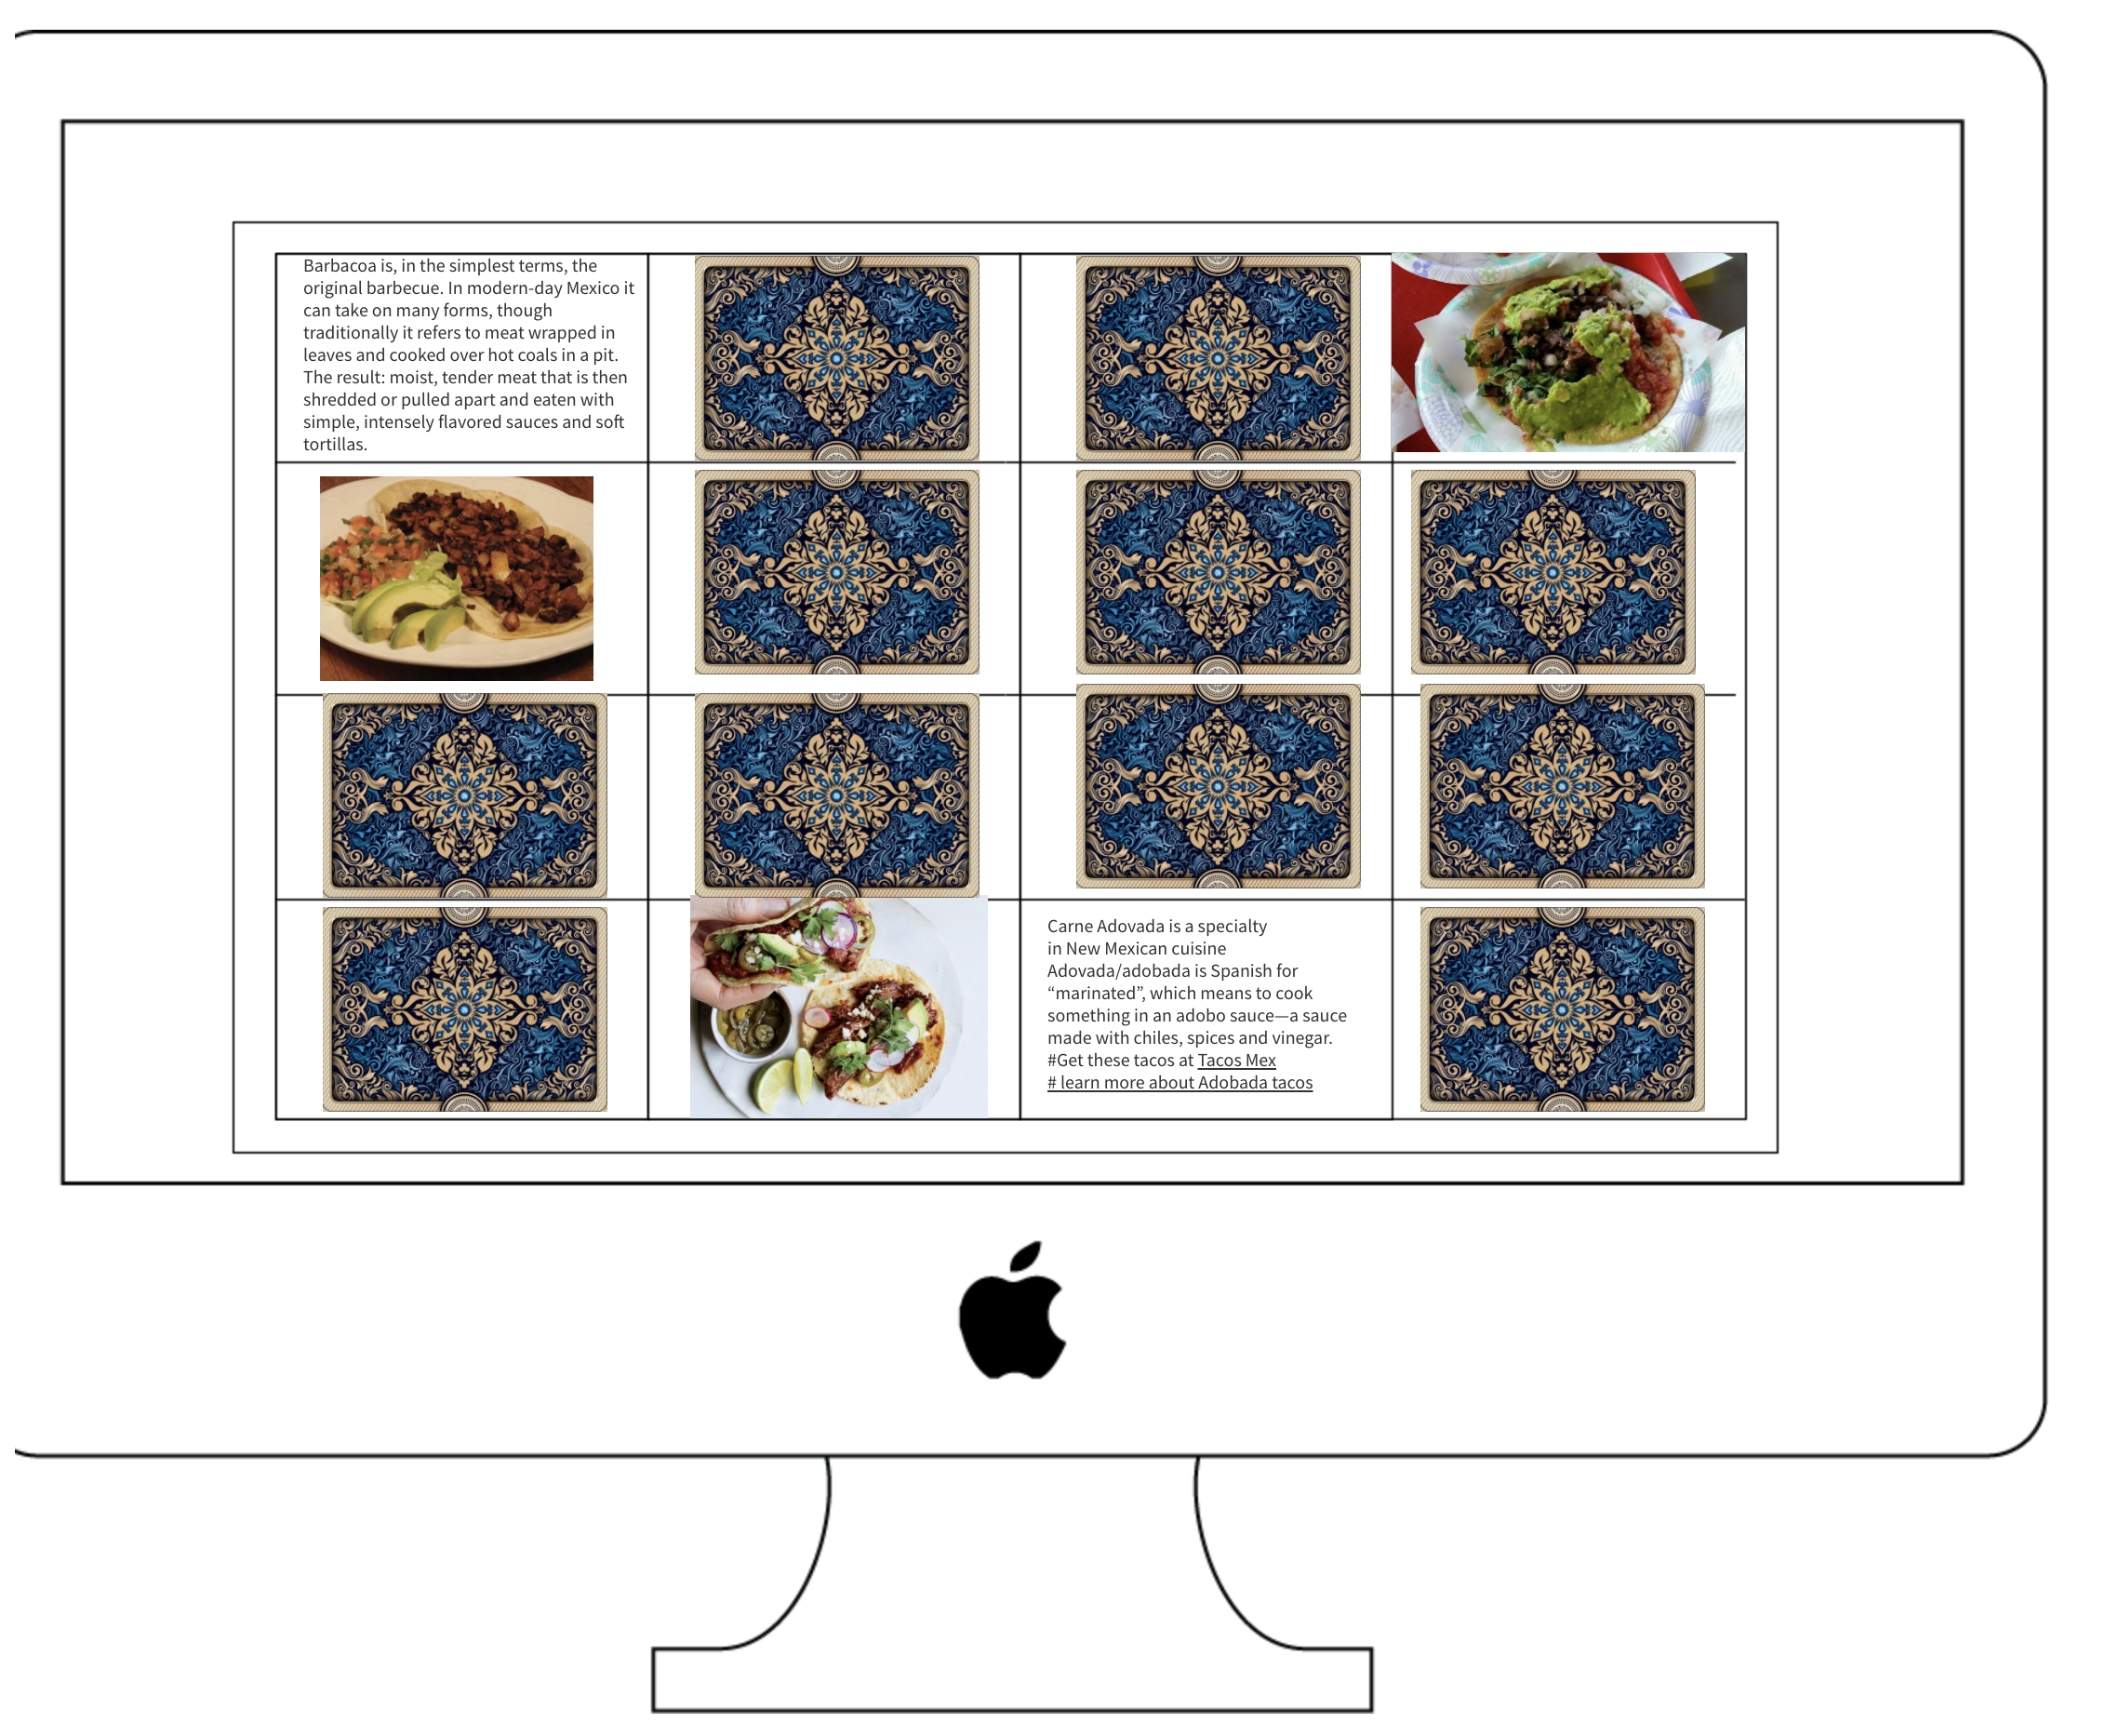 Barbacoa is, in the simplest terms, the
original barbecue. In modern-day Mexico it
can take on many forms, though
traditionally it refers to meat wrapped in
leaves and cooked over hot coals in a pit.
The result: moist, tender meat that is then
shredded or pulled apart and eaten with
simple, intensely flavored sauces and soft
tortillas.
Carne Adovada is a specialty
in New Mexican cuisine
Adovada/adobada is Spanish for
“marinated”, which means to cook
something in an adobo sauce—a sauce
made with chiles, spices and vinegar.
#Get these tacos at Tacos Mex
# learn more about Adobada tacos